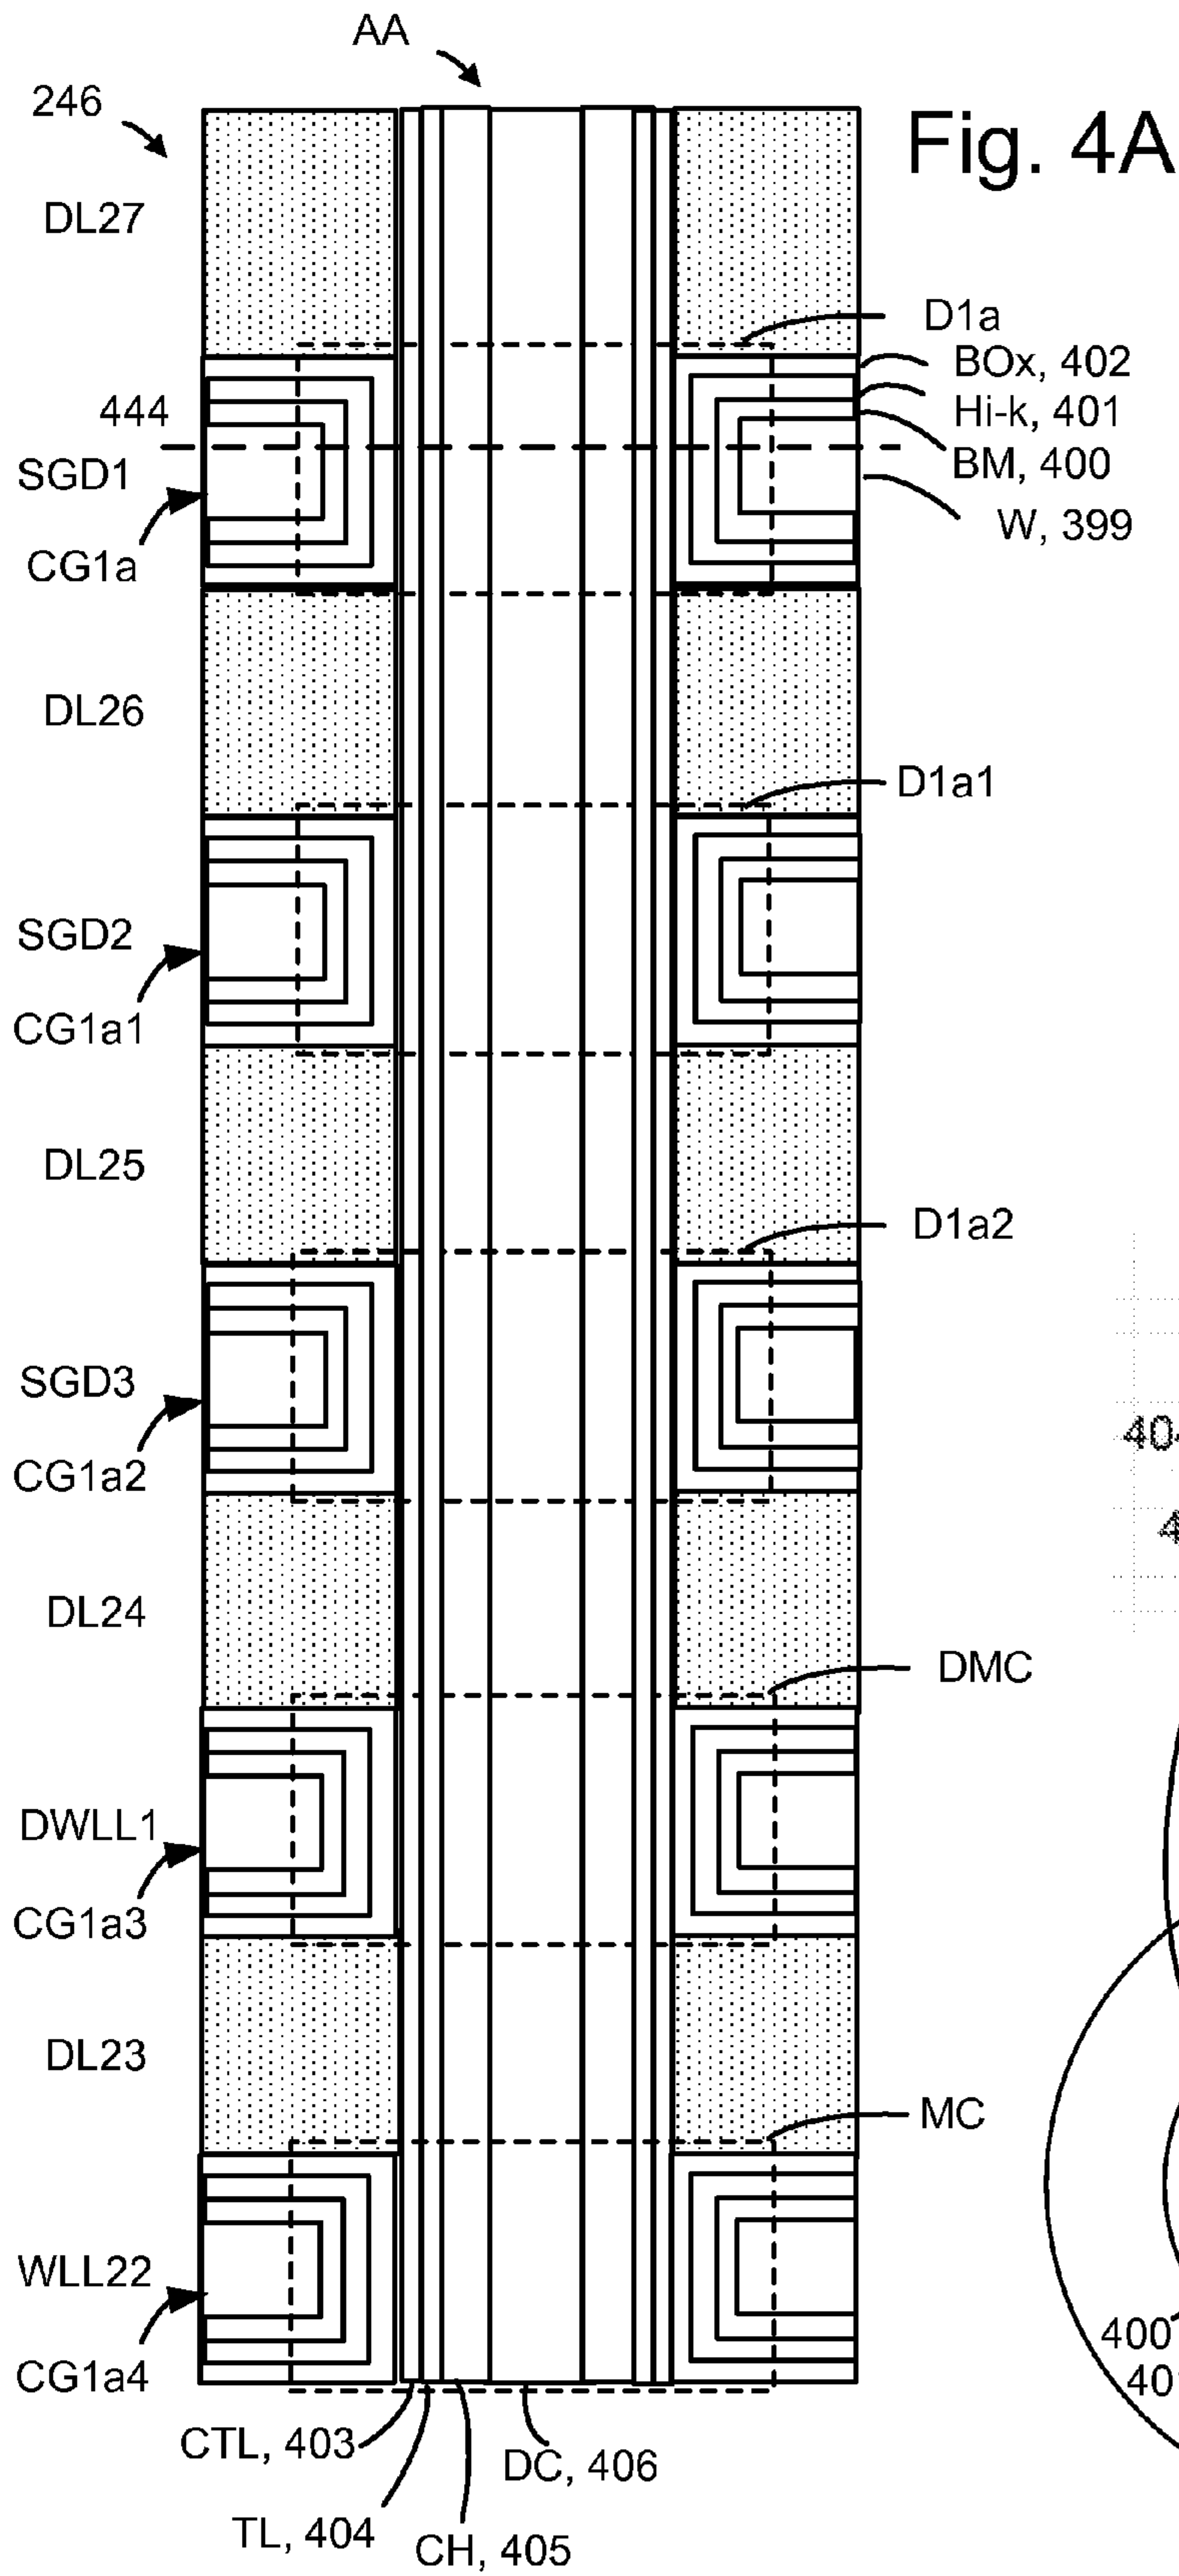 AA
246
Fig. 4A
DL27
D1a
BOx, 402
444
Hi-k, 401
SGD1
BM, 400
W, 399
CG1a
DL26
D1a1
SGD2
CG1a1
DL25
D1a2
SGD3
CG1a2
DL24
DMC
DWLL1
CG1a3
DL23
MC
WLL22
400
CG1a4
CTL, 403
DC, 406
TL, 404
CH, 405